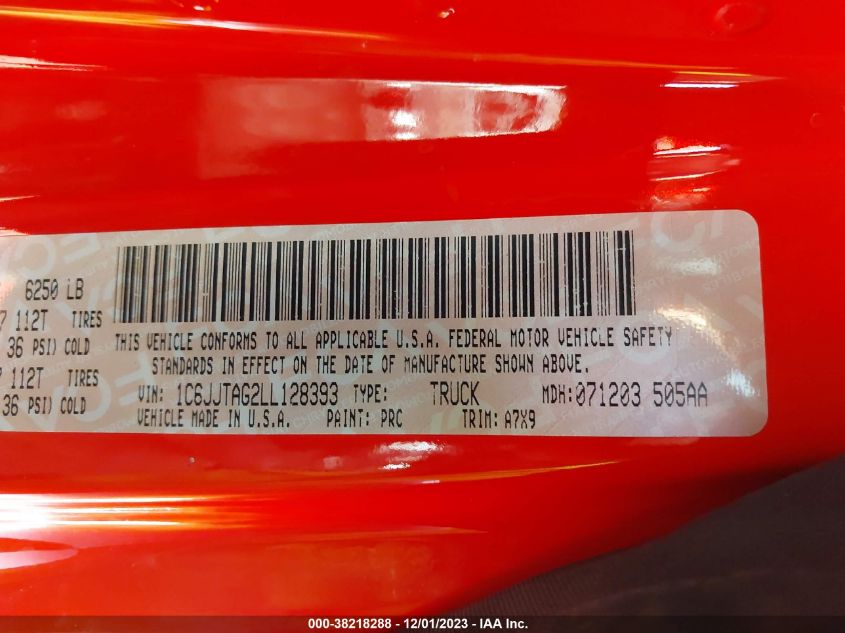 6250 LB
112T TIRES
36 PSI) COLD
112T TIRES
36 PSI) COLD
THIS VEHICLE CONFORMS TO ALL APPLICABLE U.S.A. FEDERAL MOTOR VEHICLE SAFETY
STANDARDS IN EFFECT ON THE DATE OF MANUFACTURE SHOWN ABOVE.
VIN: 1C6JJTAG2LL128393 TYPE: TRUCK MDH: 071203 505AA
VEHICLE MADE IN U.S.A. PAINT: PRC TRIM: A7X9
000-38218288 - 12/01/2023 - IAA Inc.